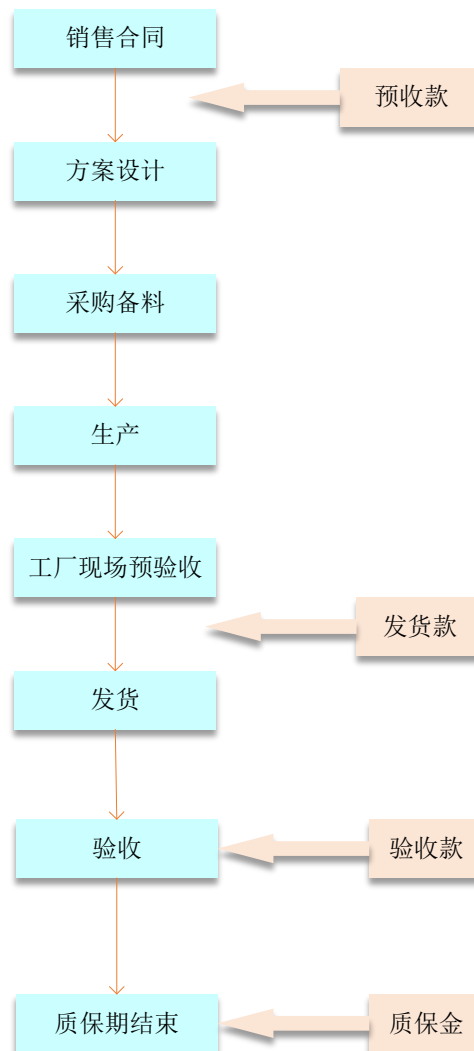 销售合同
预收款
方案设计
采购备料
生产
工厂现场预验收
发货款
发货
验收
验收款
质保期结束
质保金